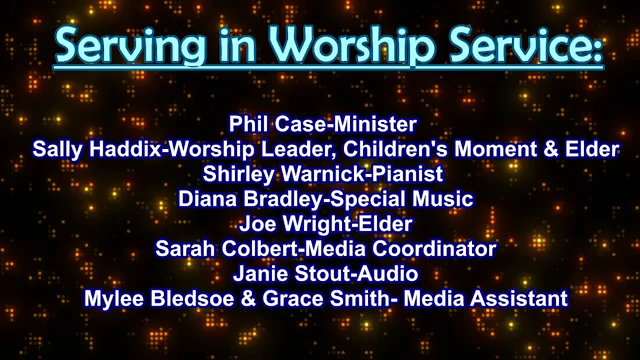 Serving in Worship Service:
Phil Case-Minister
Sally Haddix-Worship Leader, Children's Moment & Elder
Shirley Warnick-Pianist
Diana Bradley-Special Music
Joe Wright-Elder
Sarah Colbert-Media Coordinator
Janie Stout-Audio
Mylee Bledsoe & Grace Smith- Media Assistant